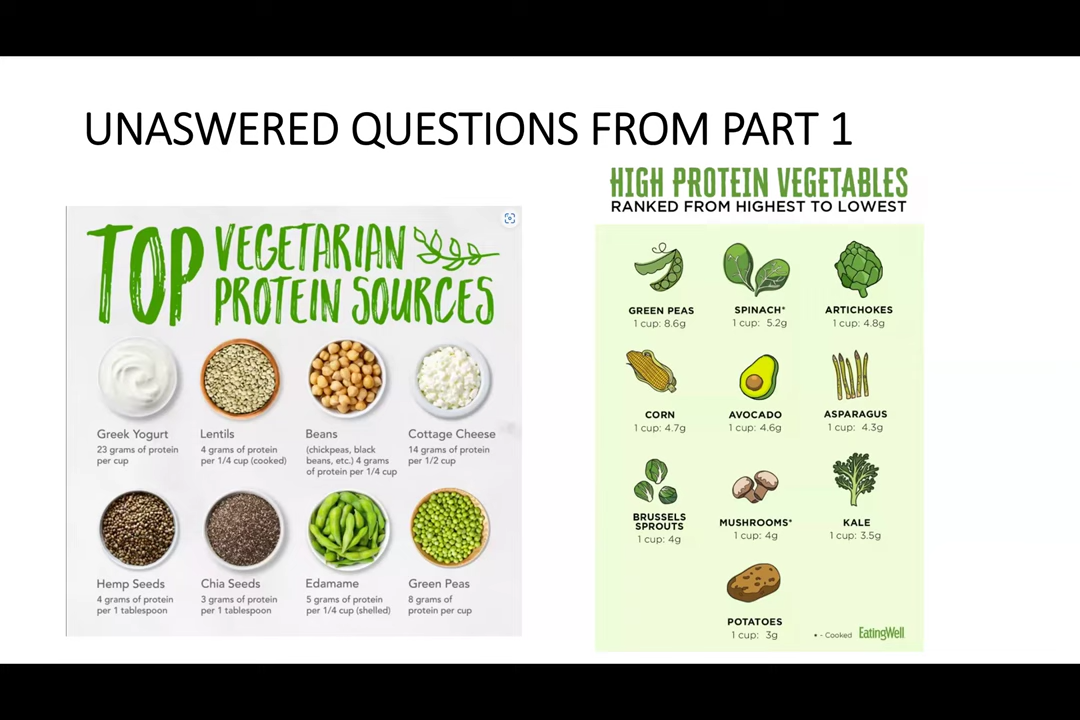 UNASWERED QUESTIONS FROM PART 1
TOP VEGETARIAN
PROTEIN SOURCES
Greek Yogurt
23 grams of protein
per cup
Lentils
4 grams of protein
per 1/4 cup (cooked)
Beans
(chickpeas, black
beans, etc.) 4 grams
of protein per 1/4 cup
Cottage Cheese
14 grams of protein
per 1/2 cup
Hemp Seeds
4 grams of protein
per 1 tablespoon
Chia Seeds
3 grams of protein
per 1 tablespoon
Edamame
5 grams of protein
per 1/4 cup (shelled)
Green Peas
8 grams of
protein per cup
HIGH PROTEIN VEGETABLES
RANKED FROM HIGHEST TO LOWEST
GREEN PEAS
1 cup: 8.6g
SPINACH*
1 cup: 5.2g
ARTICHOKES
1 cup: 4.8g
CORN
1 cup: 4.7g
AVOCADO
1 cup: 4.6g
ASPARAGUS
1 cup: 4.3g
BRUSSELS
SPROUTS
1 cup: 4g
MUSHROOMS*
1 cup: 4g
KALE
1 cup: 3.5g
POTATOES
1 cup: 3g
* - Cooked EatingWell